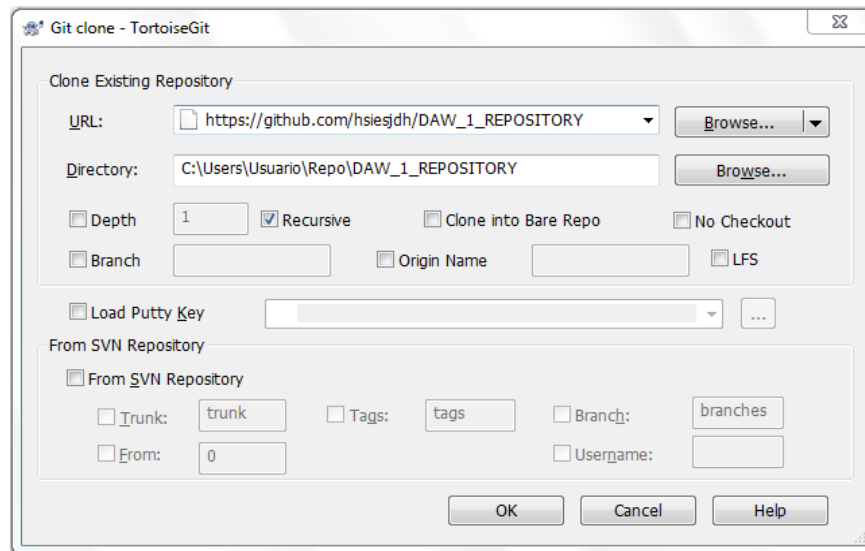 Git clone - TortoiseGit
Clone Existing Repository
URL: https://github.com/hsiesjdh/DAW_1_REPOSITORY Browse...
Directory: C:\Users\Usuario\Repo\DAW_1_REPOSITORY Browse...
Depth 1 Recursive Clone into Bare Repo No Checkout
Branch Origin Name LFS
Load Putty Key ...
From SVN Repository
From SVN Repository
Trunk: trunk Tags: tags Branch: branches
From: 0 Username:
OK Cancel Help